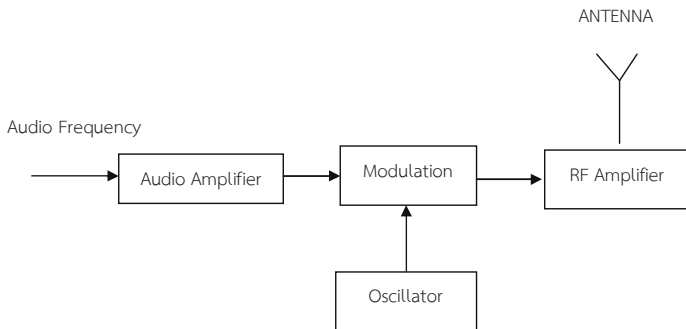 ANTENNA
Audio Frequency
Audio Amplifier
Modulation
RF Amplifier
Oscillator